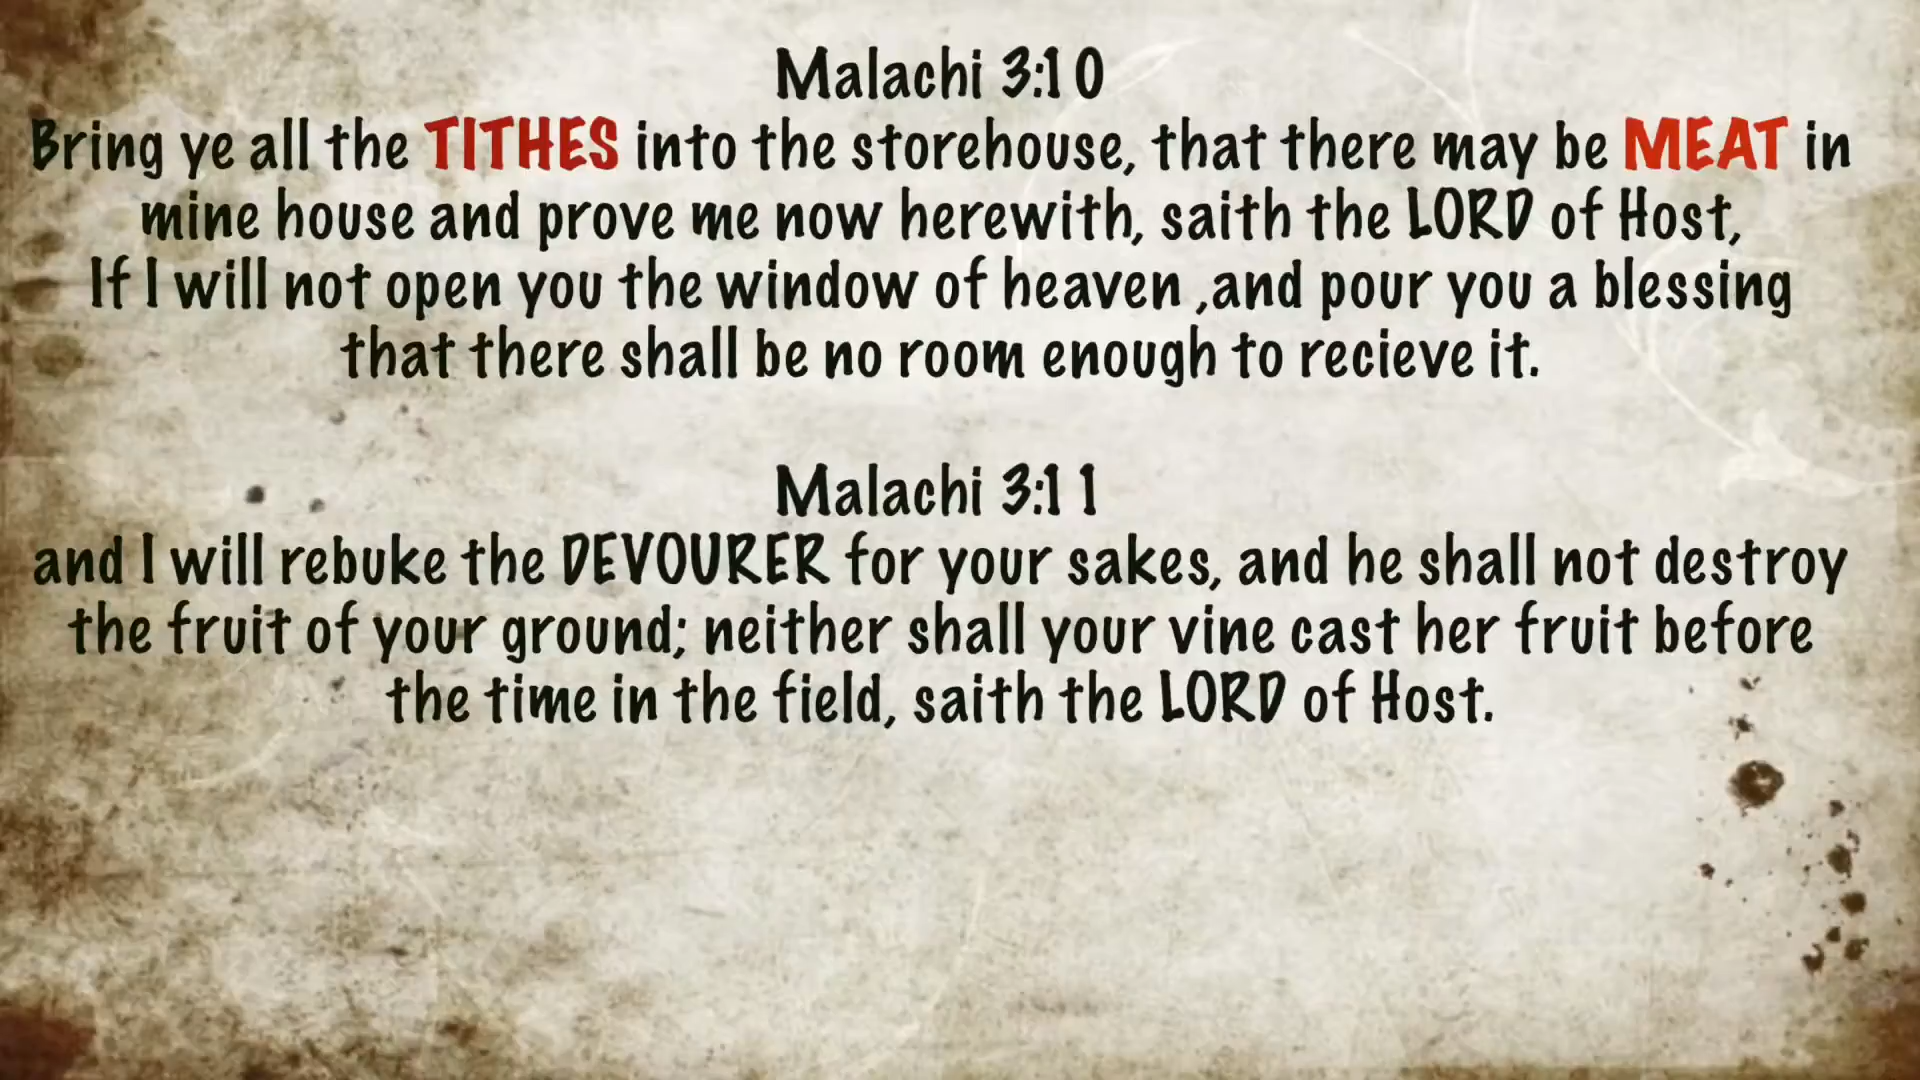 Malachi 3:10
Bring ye all the TITHES into the storehouse, that there may be MEAT in
mine house and prove me now herewith, saith the LORD of Host,
If I will not open you the window of heaven ,and pour you a blessing
that there shall be no room enough to recieve it.
Malachi 3:11
and I will rebuke the DEVOURER for your sakes, and he shall not destroy
the fruit of your ground; neither shall your vine cast her fruit before
the time in the field, saith the LORD of Host.